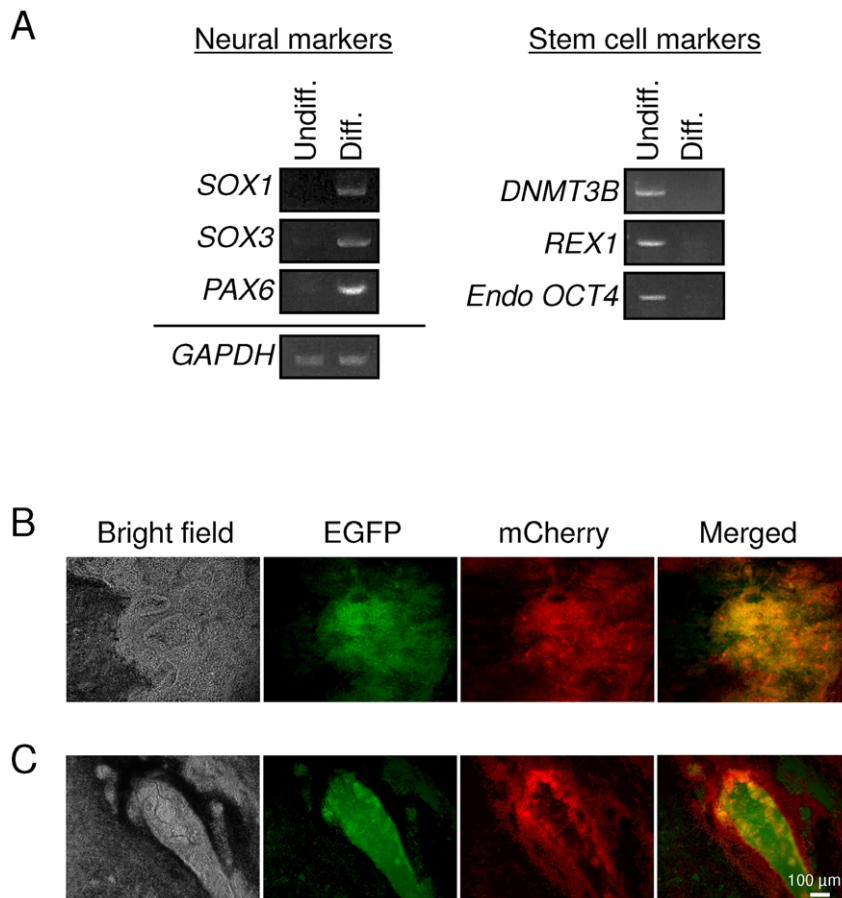 A
Neural markers
Undiff.
Diff.
SOX1
SOX3
PAX6
GAPDH
Stem cell markers
Undiff.
Diff.
DNMT3B
REX1
Endo OCT4
B
Bright field EGFP mCherry Merged
C
100 µm